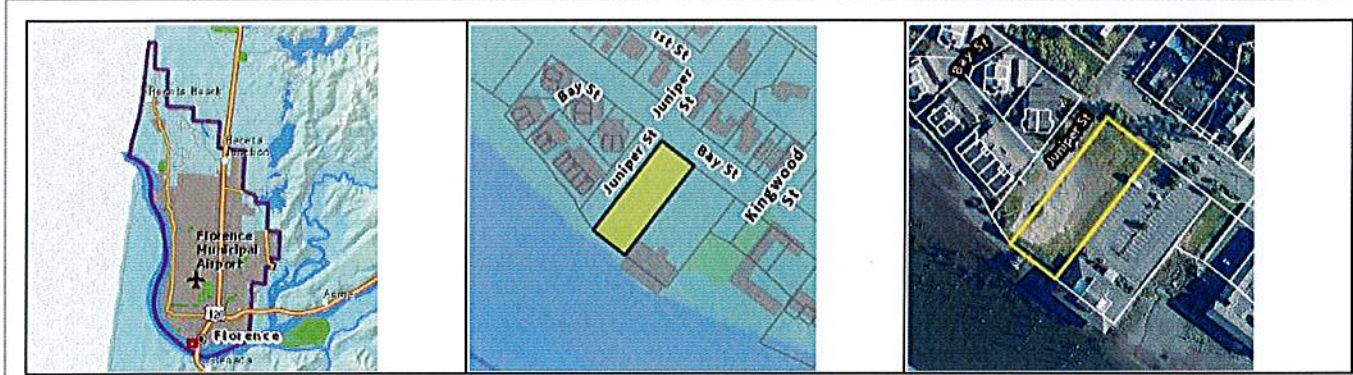 Heceta Beach
Heceta
Junction
Florence
Municipal
Airport
Florence
1st St
Juniper
St
Bay St
Juniper St
Bay St
Kingwood
St
Bay St
Juniper St